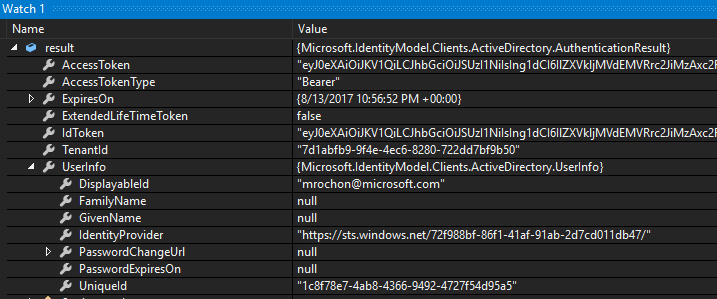 Watch 1
Name Value
result {Microsoft.IdentityModel.Clients.ActiveDirectory.AuthenticationResult}
AccessToken
AccessTokenType "Bearer"
ExpiresOn {8/13/2017 10:56:52 PM +00:00}
ExtendedLifeTimeToken false
IdToken
TenantId "7d1abfb9-9f4e-4ec6-8280-722dd7bf9b50"
UserInfo {Microsoft.IdentityModel.Clients.ActiveDirectory.UserInfo}
DisplayableId "mrochon@microsoft.com"
FamilyName null
GivenName null
IdentityProvider "https://sts.windows.net/72f988bf-86f1-41af-91ab-2d7cd011db47/"
PasswordChangeUrl null
PasswordExpiresOn null
UniqueId "1c8f78e7-4ab8-4366-9492-4727f54d95a5"